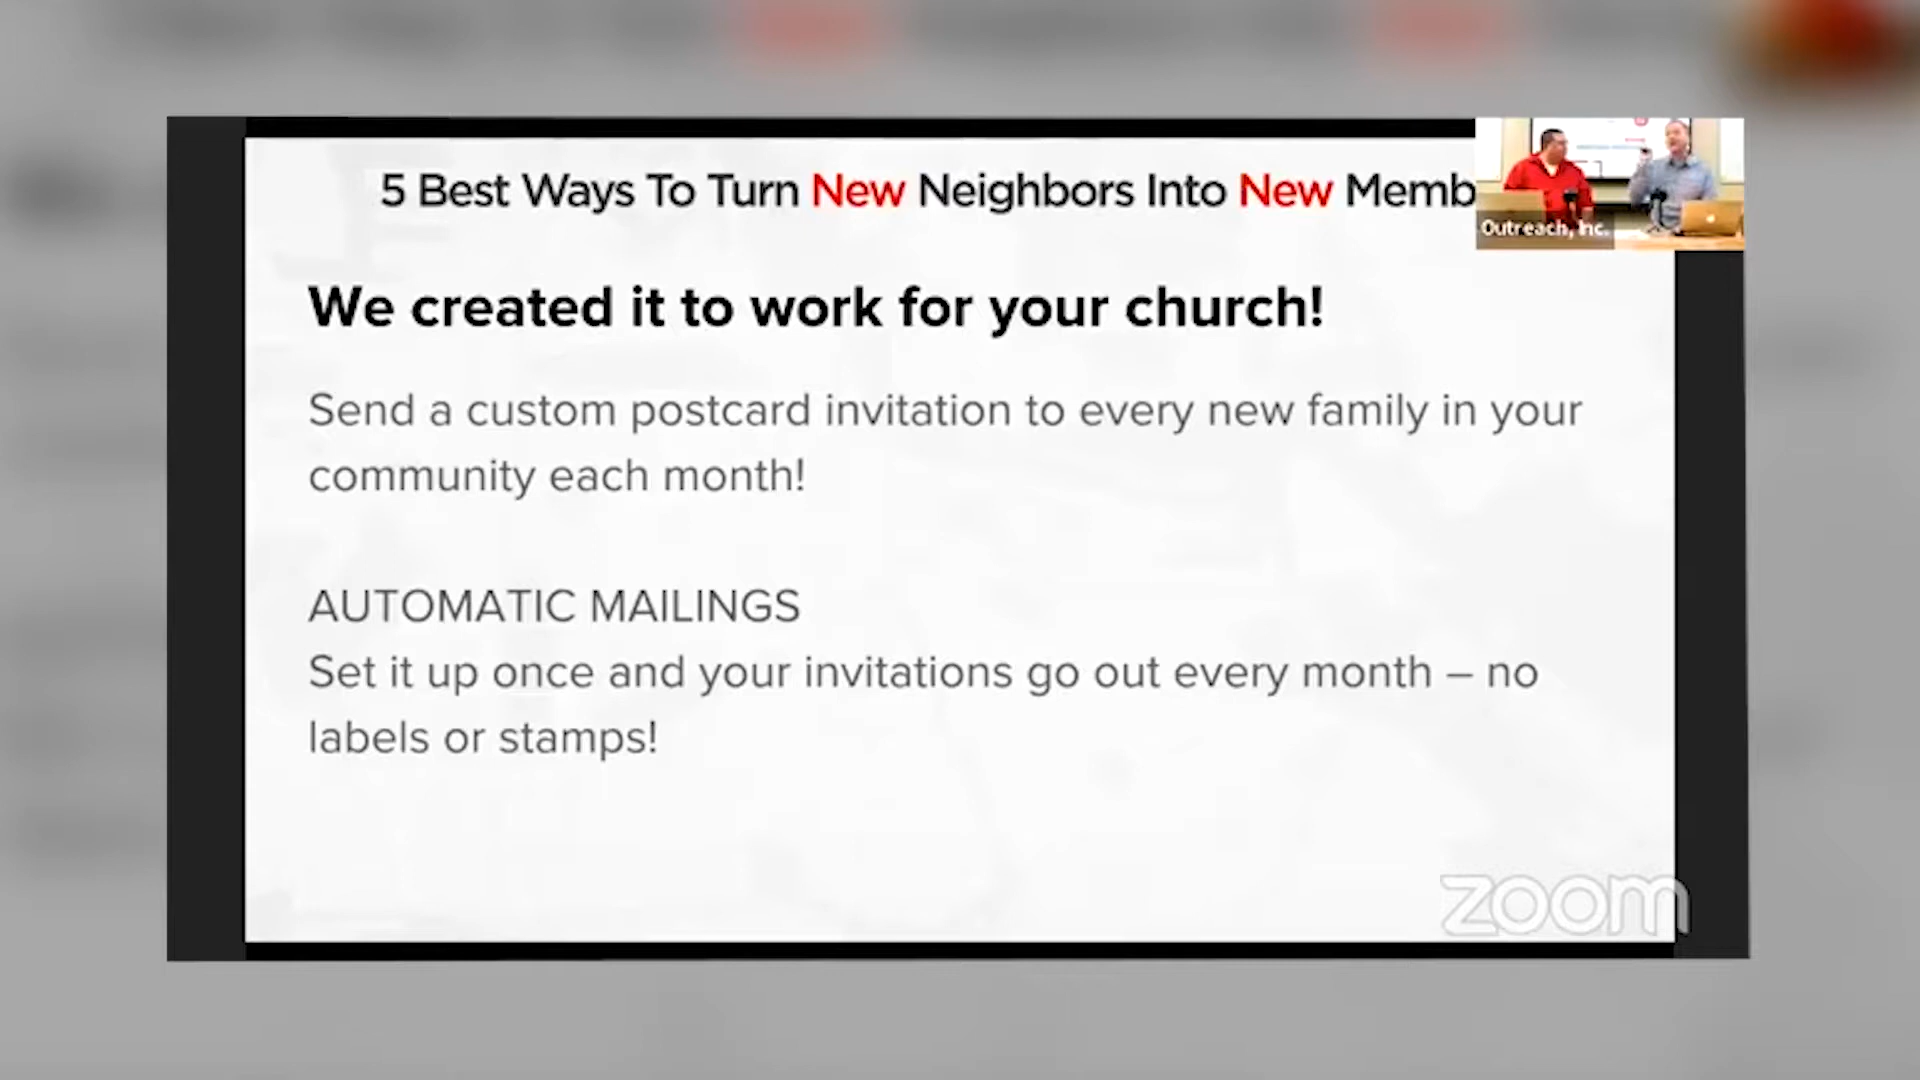 5 Best Ways To Turn New Neighbors Into New Memb
Outreach, Inc.
We created it to work for your church!
Send a custom postcard invitation to every new family in your
community each month!
AUTOMATIC MAILINGS
Set it up once and your invitations go out every month – no
labels or stamps!
zoom